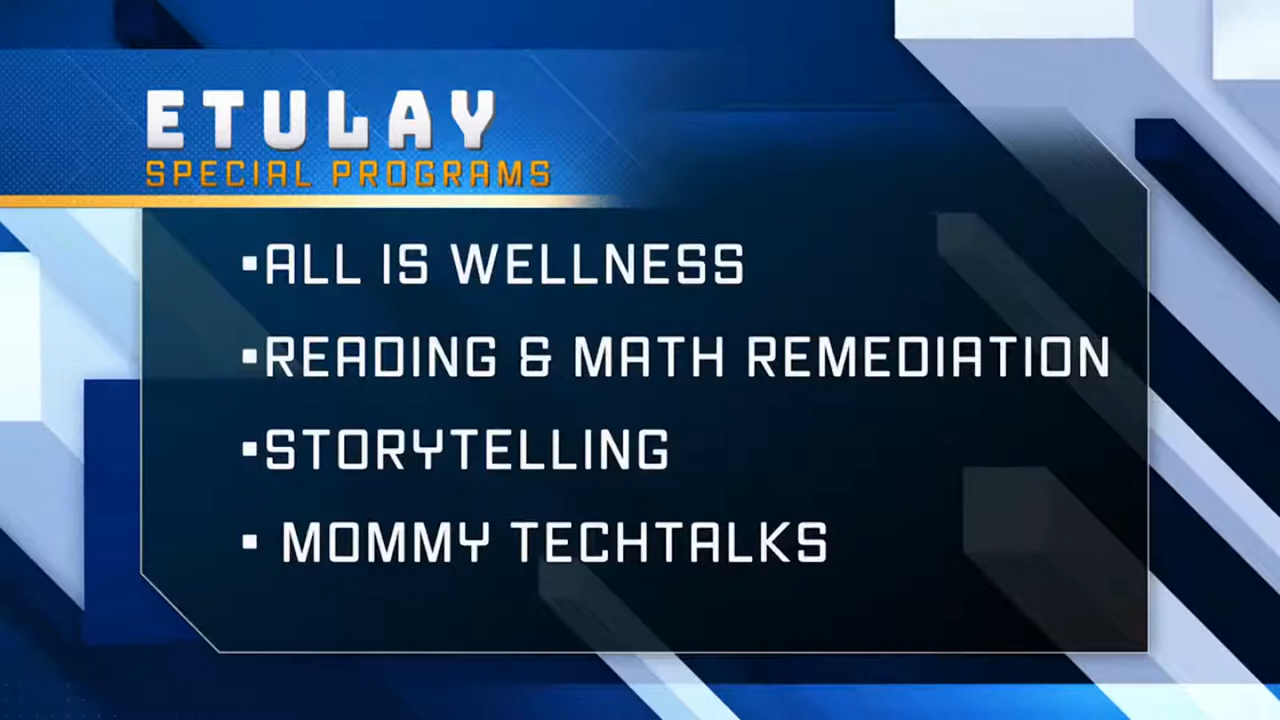 ETULAY
SPECIAL PROGRAMS
▪ALL IS WELLNESS
▪READING & MATH REMEDIATION
▪STORYTELLING
▪ MOMMY TECHTALKS